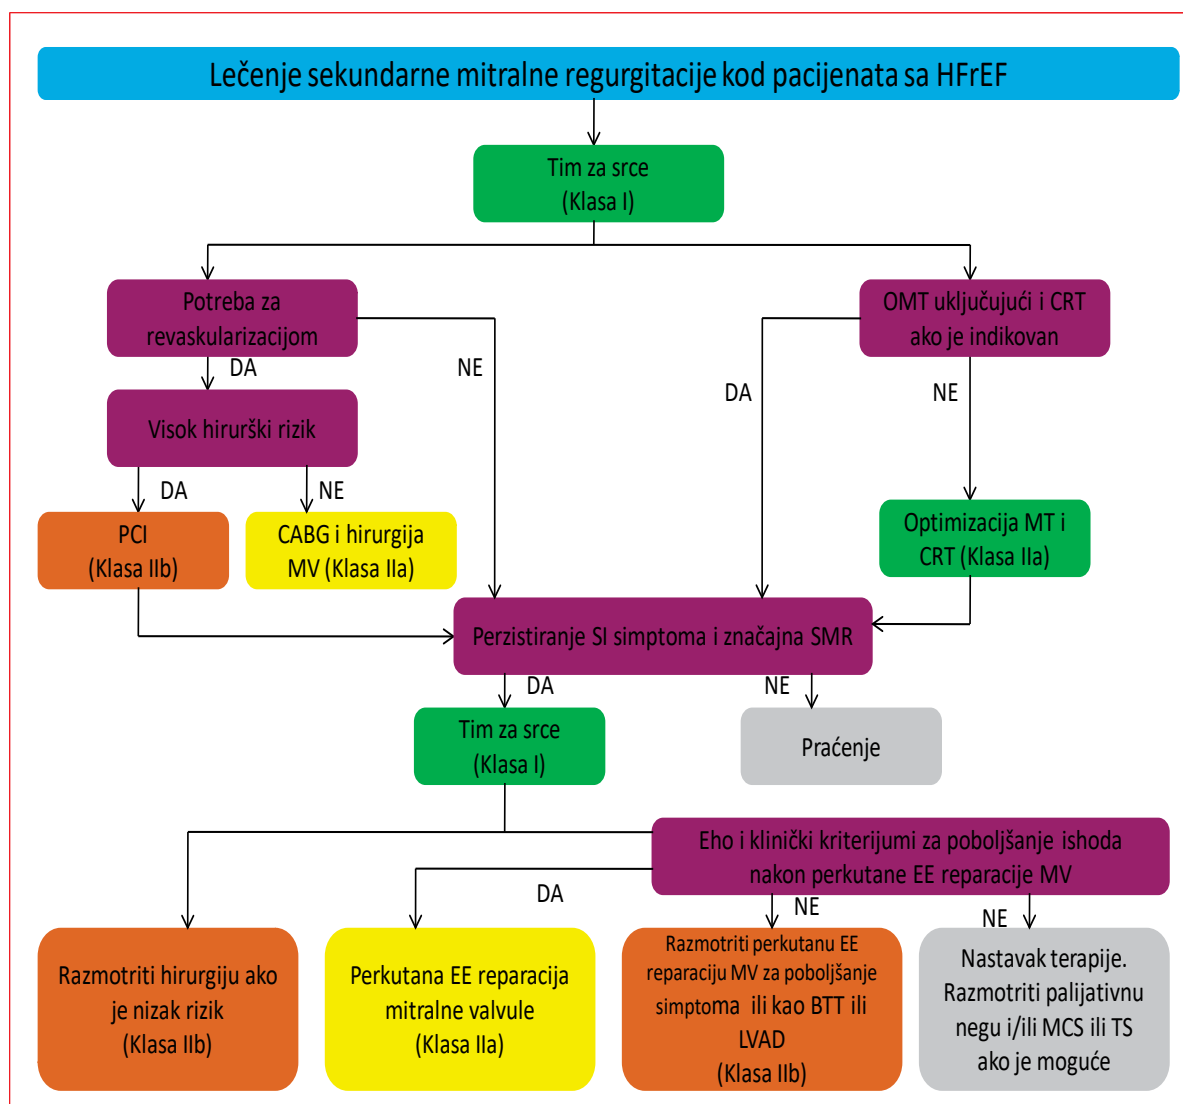 Lečenje sekundarne mitralne regurgitacije kod pacijenata sa HFrEF
Tim za srce
(Klasa I)
Potreba za
revaskularizacijom
OMT uključujući i CRT
ako je indikovan
DA
NE
DA
NE
Visok hirurški rizik
DA
NE
PCI
(Klasa IIb)
CABG i hirurgija
MV (Klasa IIa)
Optimizacija MT i
CRT (Klasa IIa)
Perzistiranje SI simptoma i značajna SMR
DA
NE
Tim za srce
(Klasa I)
Praćenje
Eho i klinički kriterijumi za poboljšanje ishoda
nakon perkutane EE reparacije MV
DA
NE
NE
Razmotriti hirurgiju ako
je nizak rizik
(Klasa IIb)
Perkutana EE reparacija
mitralne valvule
(Klasa IIa)
Razmotriti perkutanu EE
reparaciju MV za poboljšanje
simptoma ili kao BTT ili
LVAD
(Klasa IIb)
Nastavak terapije.
Razmotriti palijativnu
negu i/ili MCS ili TS
ako je moguće